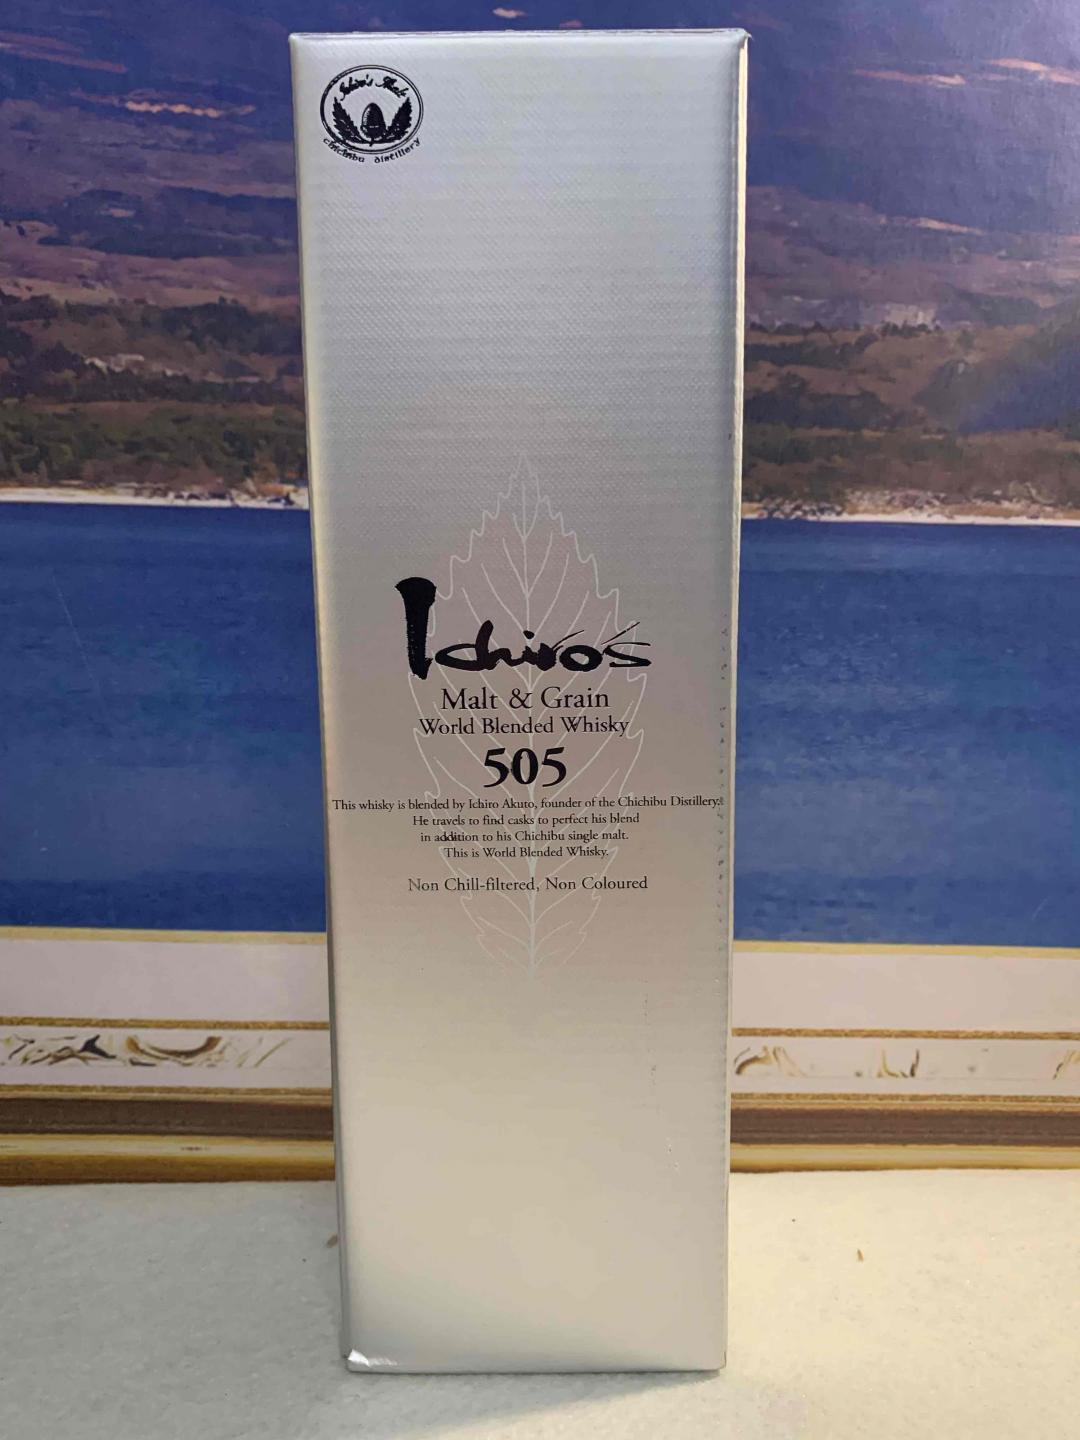 Ichiro's Malt
chichibu distillery
Ichiro's
Malt & Grain
World Blended Whisky
505
This whisky is blended by Ichiro Akuto, founder of the Chichibu Distillery.
He travels to find casks to perfect his blend
in addition to his Chichibu single malt.
This is World Blended Whisky.
Non Chill-filtered, Non Coloured